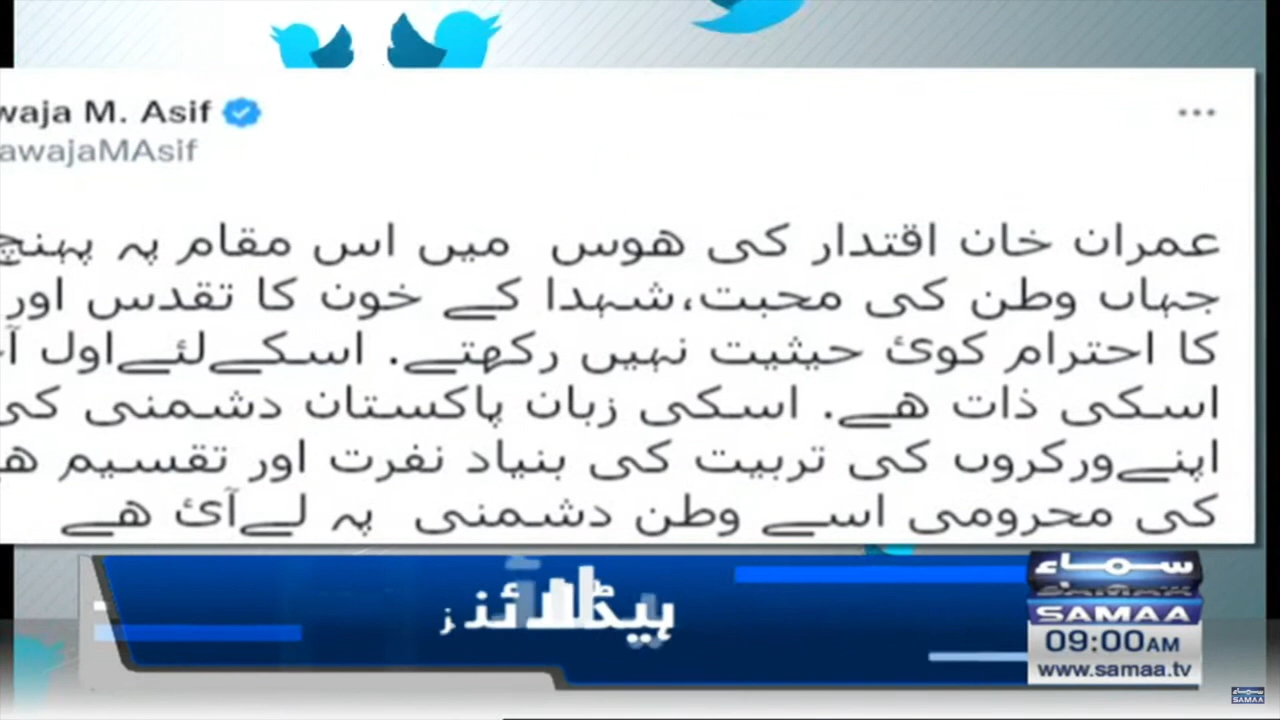 waja M. Asif
awajaMAsif
عمران خان اقتدار کی ھوس میں اس مقام پہ پہنچ
جہاں وطن کی محبت،شہدا کے خون کا تقدس اور
کا احترام کوئ حیثیت نہیں رکھتے. اسکےلئےاول
اسکی ذات ھے. اسکی زبان پاکستان دشمنی کی
اپنےورکروں کی تربیت کی بنیاد نفرت اور تقسیم
کی محرومی اسے وطن دشمنی پہ لےآئ ھے
ہیڈلائنز
سماء
SAMAA
09:00AM
www.samaa.tv
سماء
SAMAA